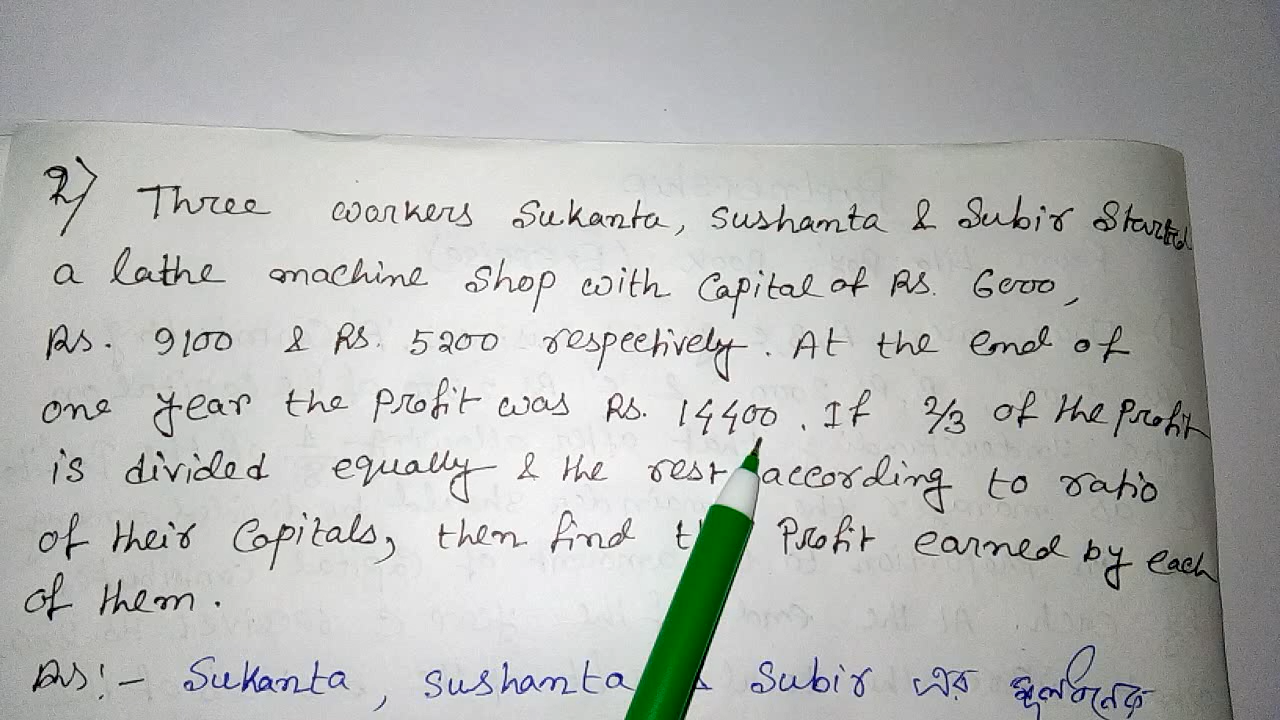 2) Three workers Sukanta, Sushanta & Subir Started
a lathe machine Shop with Capital of Rs. 6000,
Rs. 9100 & Rs. 5200 respectively. At the end of
one year the profit was Rs. 14400. If 2/3 of the profit
is divided equally & the rest according to ratio
of their Capitals, then find Profit earned by each
of them.
As:- Sukanta, Sushanta Subir এর মূলধনের